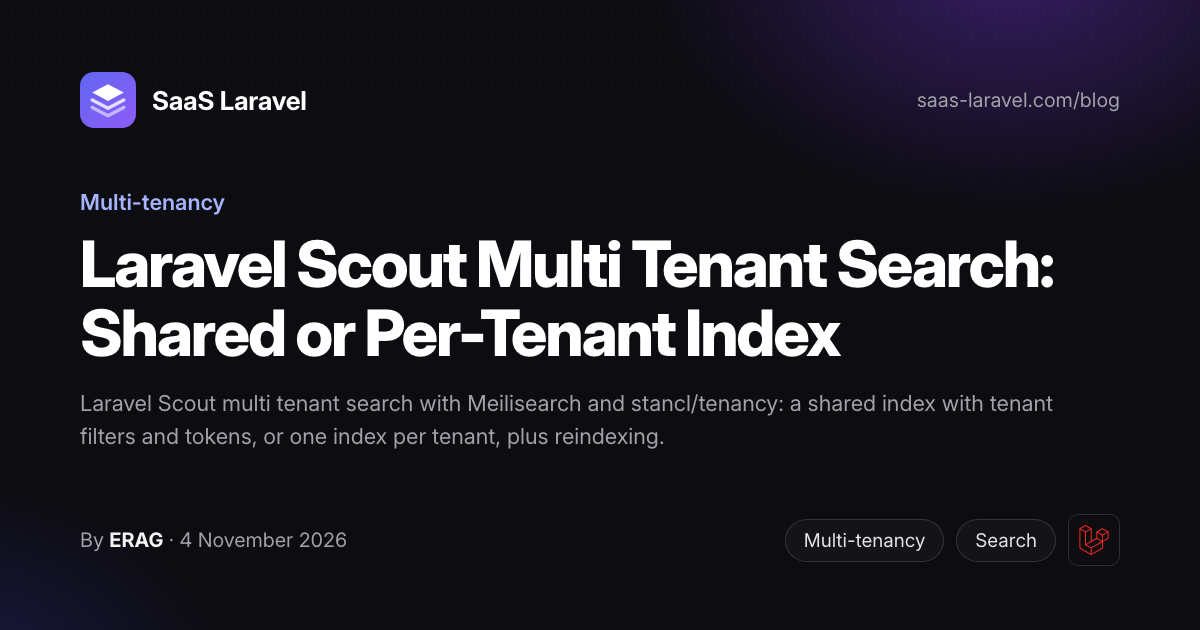 SaaS Laravel
saas-laravel.com/blog
Multi-tenancy
Laravel Scout Multi Tenant Search:
Shared or Per-Tenant Index
Laravel Scout multi tenant search with Meilisearch and stancl/tenancy: a shared index with tenant
filters and tokens, or one index per tenant, plus reindexing.
By ERAG · 4 November 2026
Multi-tenancy
Search